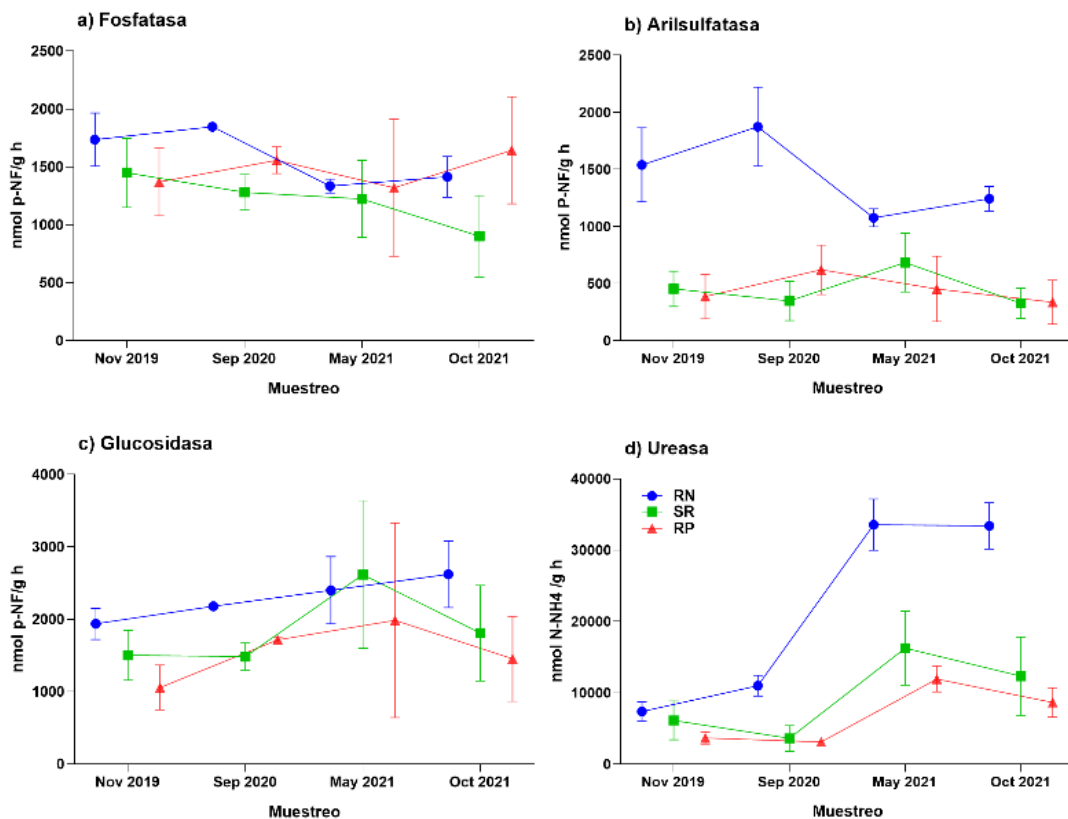 a) Fosfatasa
2500
2000
1500
1000
500
0
nmol p-NF/g h
Nov 2019 Sep 2020 May 2021 Oct 2021
Muestreo
b) Arilsulfatasa
2500
2000
1500
1000
500
0
nmol P-NF/g h
Nov 2019 Sep 2020 May 2021 Oct 2021
Muestreo
c) Glucosidasa
4000
3000
2000
1000
0
nmol p-NF/g h
Nov 2019 Sep 2020 May 2021 Oct 2021
Muestreo
d) Ureasa
40000
30000
20000
10000
0
nmol N-NH4 /g h
RN
SR
RP
Nov 2019 Sep 2020 May 2021 Oct 2021
Muestreo